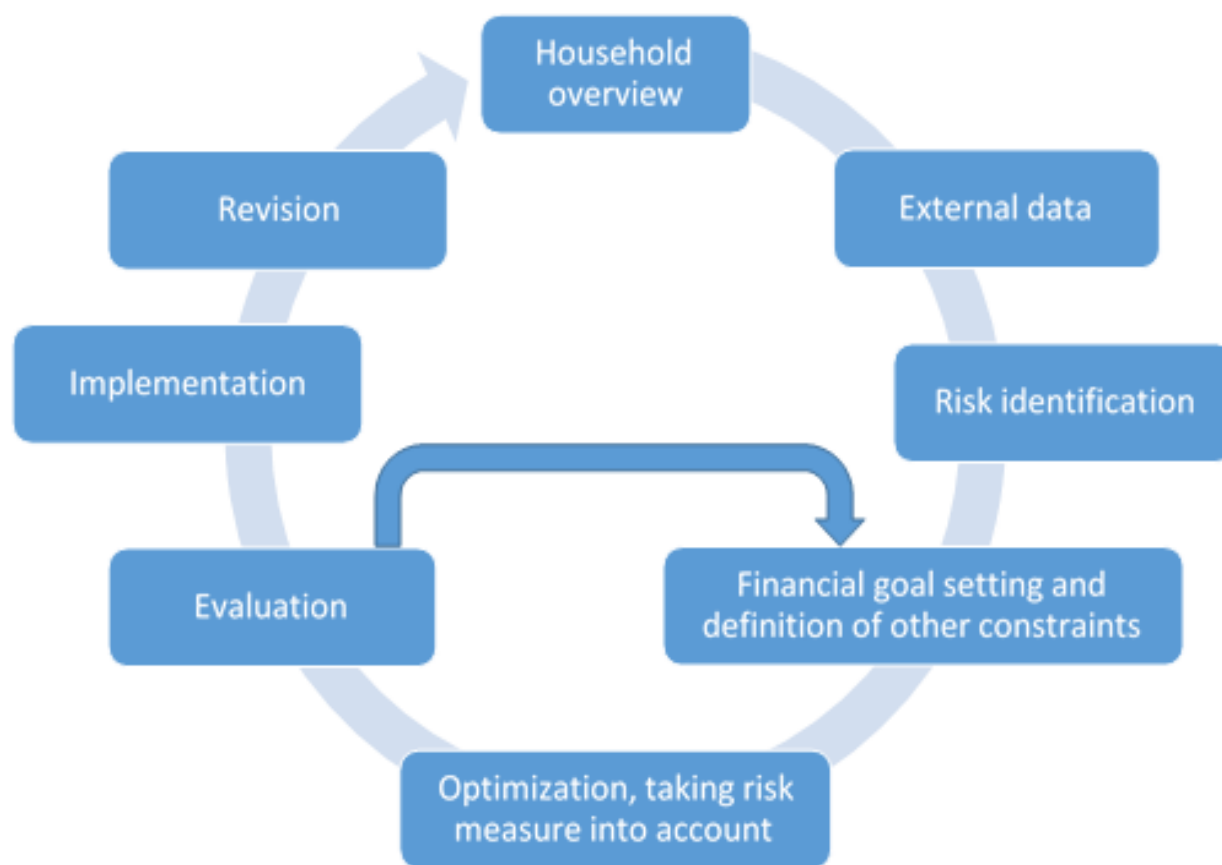 Household
overview
External data
Risk identification
Financial goal setting and
definition of other constraints
Optimization, taking risk
measure into account
Evaluation
Implementation
Revision